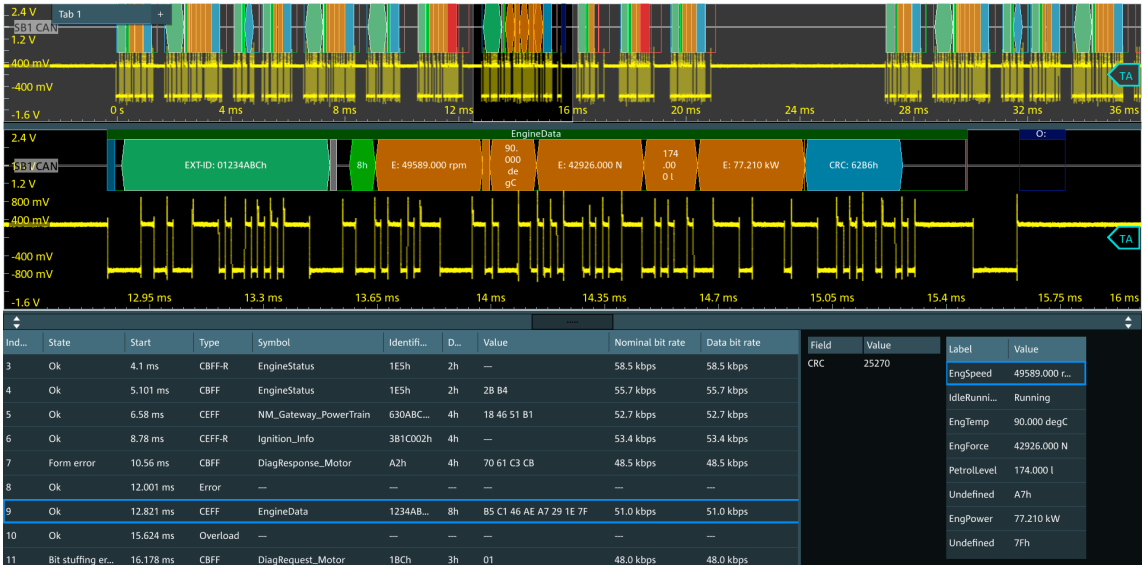 2.4 V
Tab 1 +
SB1 CAN
1.2 V
400 mV
-400 mV
-1.6 V
0 s 4 ms 8 ms 12 ms 16 ms 20 ms 24 ms 28 ms 32 ms 36 ms
TA
2.4 V
EngineData
O:
SB1 CAN
EXT-ID: 01234ABCh 8h E: 49589.000 rpm 90.000 degC E: 42926.000 N 174.000 l E: 77.210 kW CRC: 62B6h
1.2 V
800 mV
400 mV
TA
-400 mV
-800 mV
-1.6 V
12.95 ms 13.3 ms 13.65 ms 14 ms 14.35 ms 14.7 ms 15.05 ms 15.4 ms 15.75 ms 16 ms
Ind... State Start Type Symbol Identifi... D... Value Nominal bit rate Data bit rate
3 Ok 4.1 ms CBFF-R EngineStatus 1E5h 2h --- 58.5 kbps 58.5 kbps
4 Ok 5.101 ms CBFF EngineStatus 1E5h 2h 2B B4 55.7 kbps 55.7 kbps
5 Ok 6.58 ms CEFF NM_Gateway_PowerTrain 630ABC... 4h 18 46 51 B1 52.7 kbps 52.7 kbps
6 Ok 8.78 ms CEFF-R Ignition_Info 3B1C002h 4h --- 53.4 kbps 53.4 kbps
7 Form error 10.56 ms CBFF DiagResponse_Motor A2h 4h 70 61 C3 CB 48.5 kbps 48.5 kbps
8 Ok 12.001 ms Error --- --- --- --- --- ---
9 Ok 12.821 ms CEFF EngineData 1234AB... 8h B5 C1 46 AE A7 29 1E 7F 51.0 kbps 51.0 kbps
10 Ok 15.624 ms Overload --- --- --- --- --- ---
11 Bit stuffing er... 16.178 ms CBFF DiagRequest_Motor 1BCh 3h 01 48.0 kbps 48.0 kbps
Field Value
CRC 25270
Label Value
EngSpeed 49589.000 r...
IdleRunni... Running
EngTemp 90.000 degC
EngForce 42926.000 N
PetrolLevel 174.000 l
Undefined A7h
EngPower 77.210 kW
Undefined 7Fh